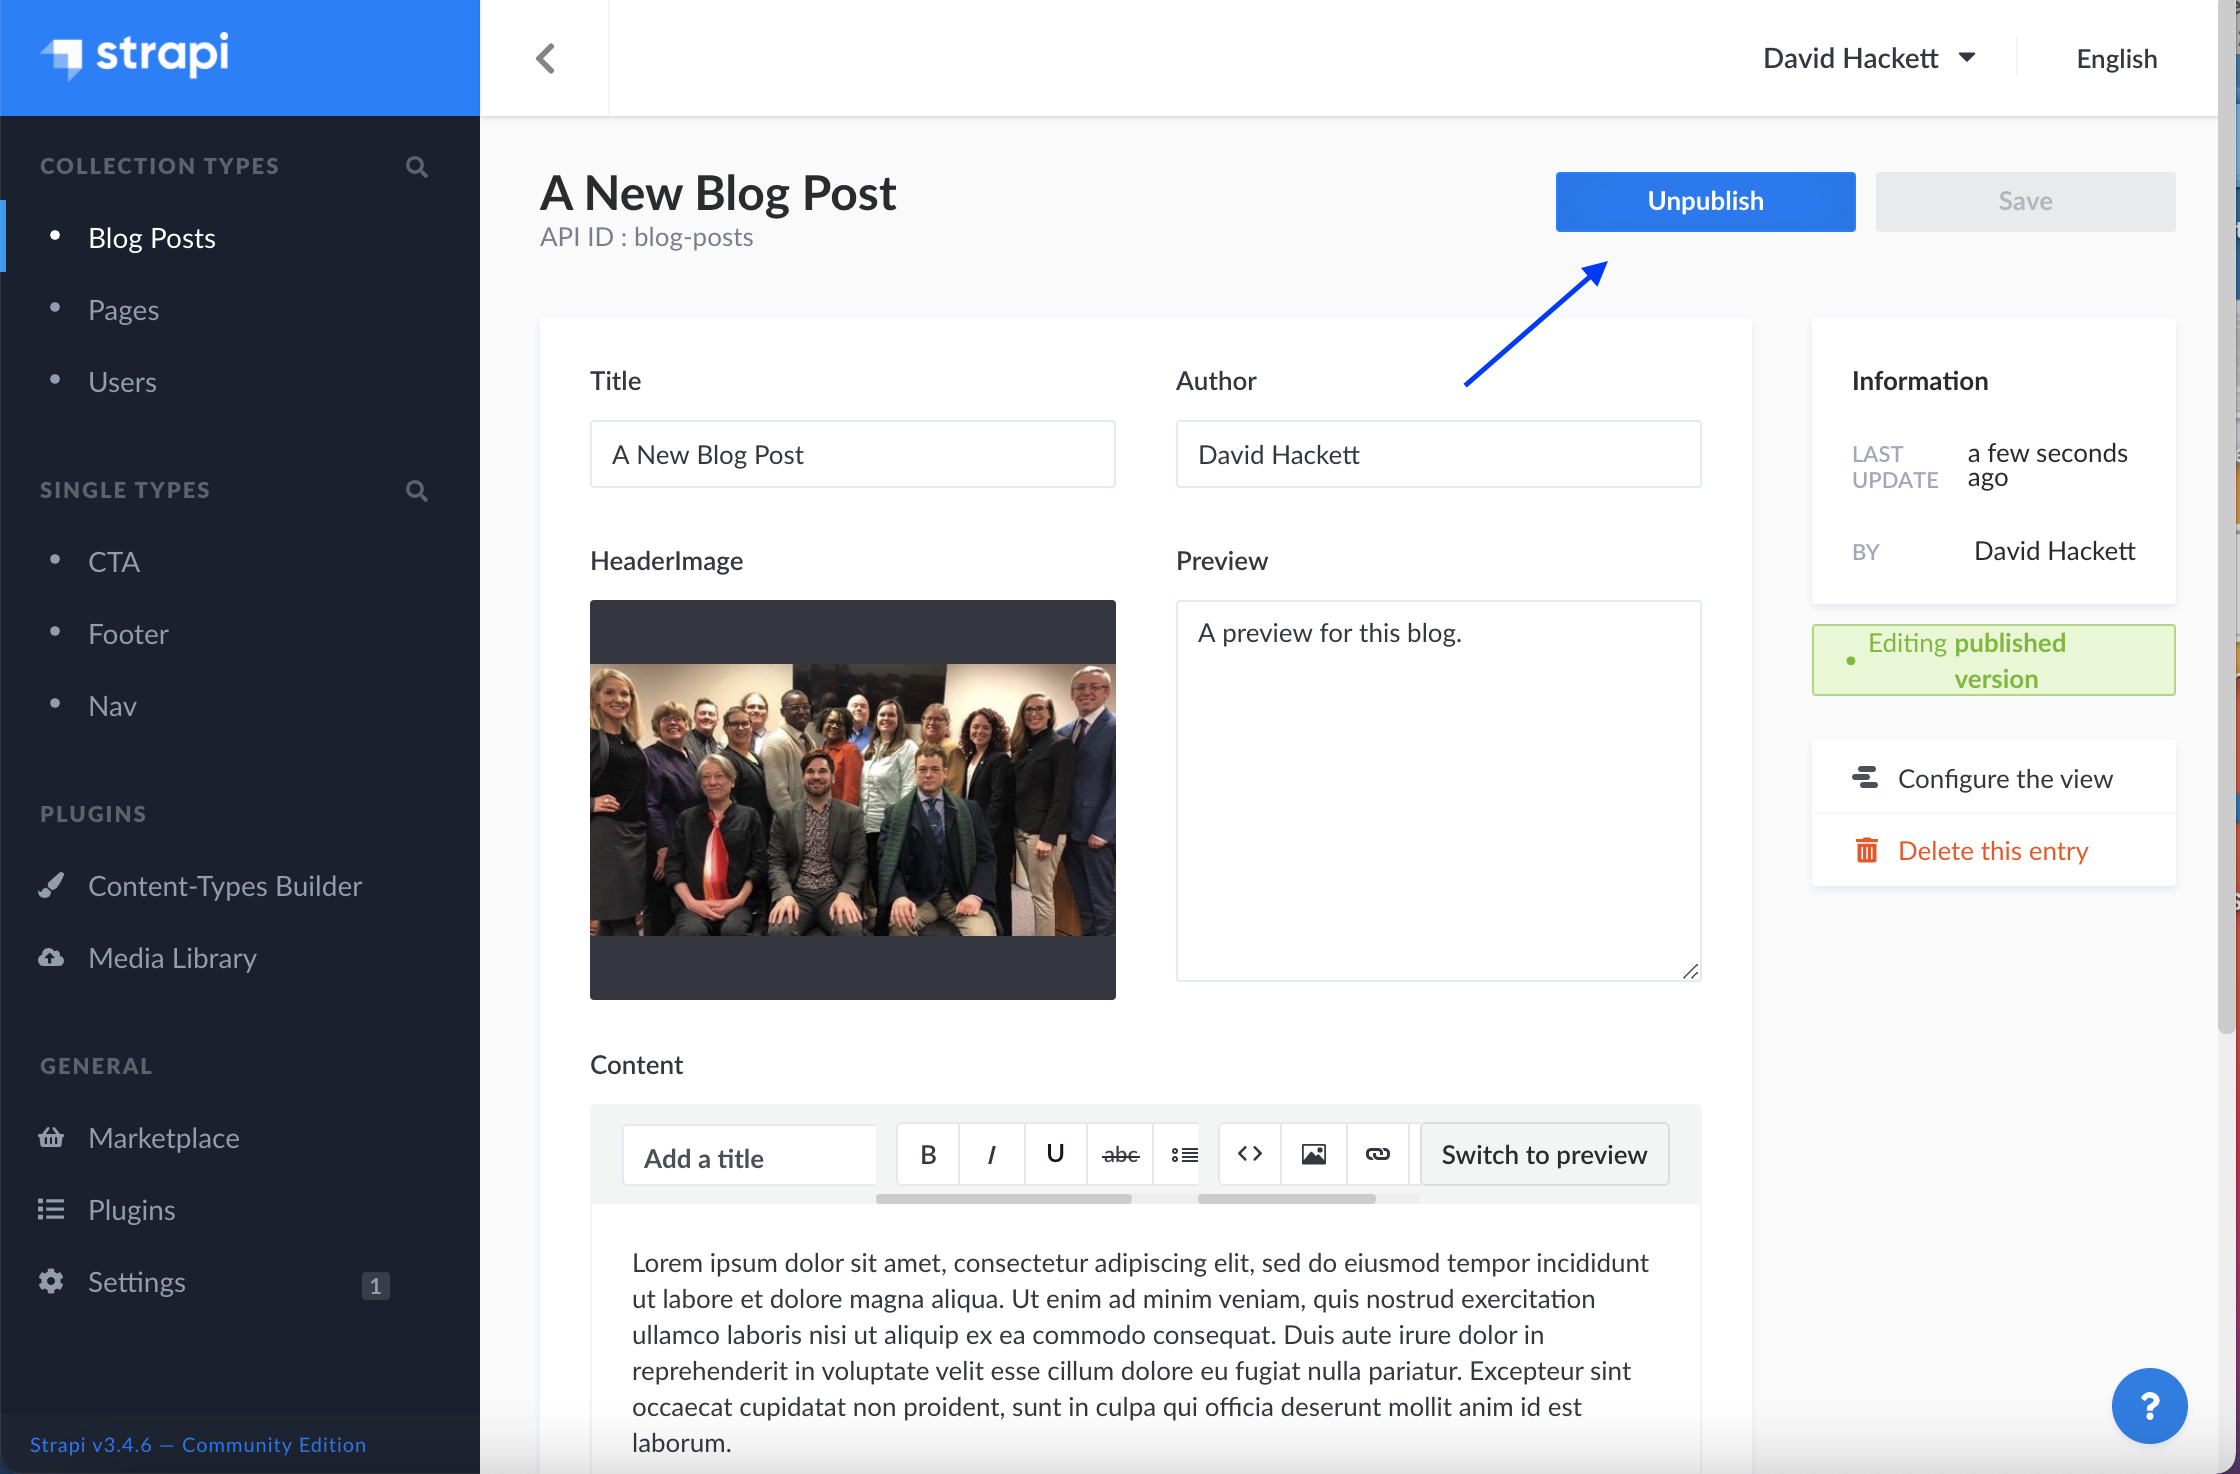 strapi
David Hackett
English
COLLECTION TYPES
Blog Posts
Pages
Users
SINGLE TYPES
CTA
Footer
Nav
PLUGINS
Content-Types Builder
Media Library
GENERAL
Marketplace
Plugins
Settings 1
Strapi v3.4.6 — Community Edition
A New Blog Post
API ID : blog-posts
Unpublish
Save
Title
A New Blog Post
Author
David Hackett
HeaderImage
Preview
A preview for this blog.
Content
Add a title
B I U abc
Switch to preview
Lorem ipsum dolor sit amet, consectetur adipiscing elit, sed do eiusmod tempor incididunt
ut labore et dolore magna aliqua. Ut enim ad minim veniam, quis nostrud exercitation
ullamco laboris nisi ut aliquip ex ea commodo consequat. Duis aute irure dolor in
reprehenderit in voluptate velit esse cillum dolore eu fugiat nulla pariatur. Excepteur sint
occaecat cupidatat non proident, sunt in culpa qui officia deserunt mollit anim id est
laborum.
Information
LAST
UPDATE
a few seconds
ago
BY
David Hackett
Editing published
version
Configure the view
Delete this entry
?